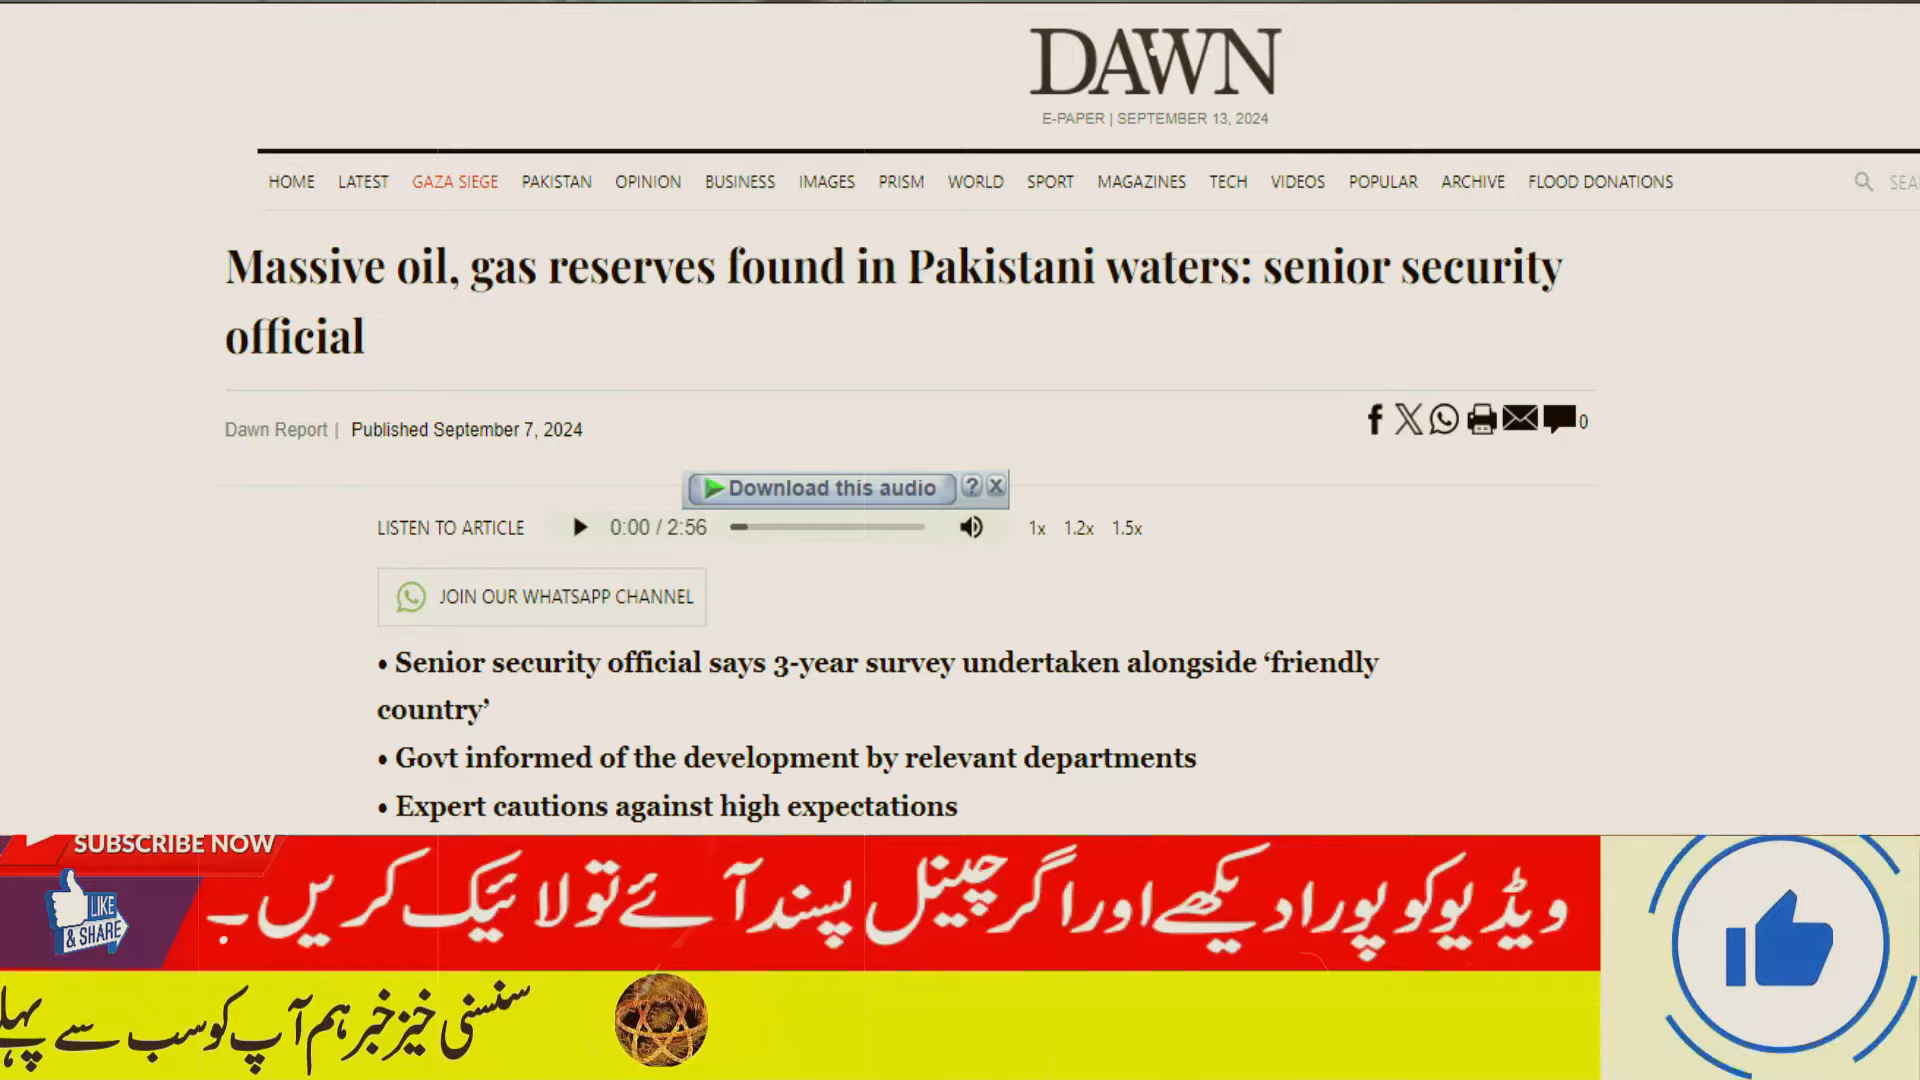 DAWN
E-PAPER | SEPTEMBER 13, 2024
HOME LATEST GAZA SIEGE PAKISTAN OPINION BUSINESS IMAGES PRISM WORLD SPORT MAGAZINES TECH VIDEOS POPULAR ARCHIVE FLOOD DONATIONS SEA
Massive oil, gas reserves found in Pakistani waters: senior security
official
Dawn Report | Published September 7, 2024
0
Download this audio ? X
LISTEN TO ARTICLE 0:00 / 2:56 1x 1.2x 1.5x
JOIN OUR WHATSAPP CHANNEL
• Senior security official says 3-year survey undertaken alongside ‘friendly
country’
• Govt informed of the development by relevant departments
• Expert cautions against high expectations
SUBSCRIBE NOW
LIKE
& SHARE
ویڈیو کو پورا دیکھے اور اگر چینل پسند آئے تو لائیک کریں۔
سنسنی خیز خبر ہم آپ کو سب سے پہلے